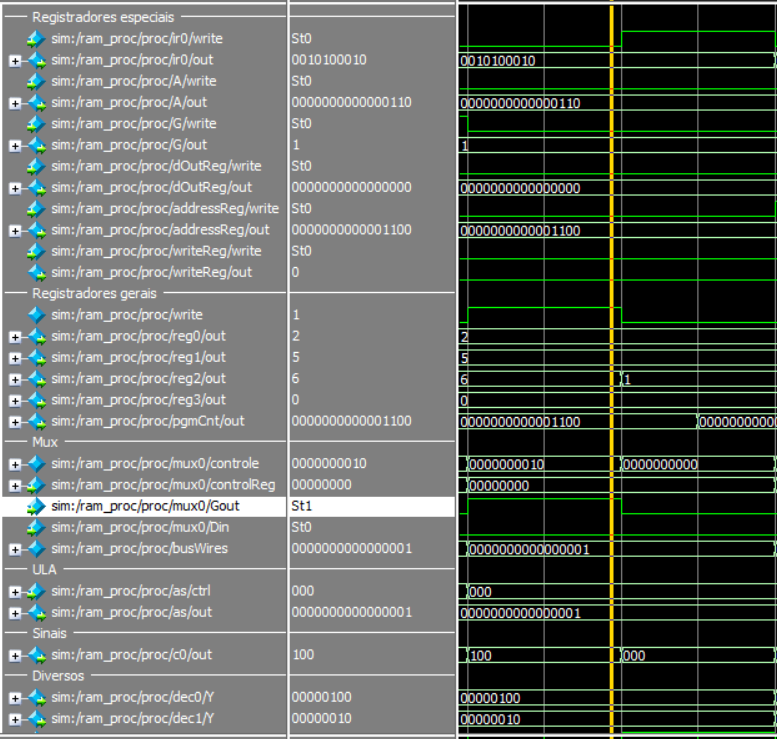 Registradores especiais
sim:/ram_proc/proc/ir0/write St0
sim:/ram_proc/proc/ir0/out 0010100010 0010100010
sim:/ram_proc/proc/A/write St0
sim:/ram_proc/proc/A/out 0000000000000110 0000000000000110
sim:/ram_proc/proc/G/write St0
sim:/ram_proc/proc/G/out 1 1
sim:/ram_proc/proc/dOutReg/write St0
sim:/ram_proc/proc/dOutReg/out 0000000000000000 0000000000000000
sim:/ram_proc/proc/addressReg/write St0
sim:/ram_proc/proc/addressReg/out 0000000000001100 0000000000001100
sim:/ram_proc/proc/writeReg/write St0
sim:/ram_proc/proc/writeReg/out 0
Registradores gerais
sim:/ram_proc/proc/write 1
sim:/ram_proc/proc/reg0/out 2 2
sim:/ram_proc/proc/reg1/out 5 5
sim:/ram_proc/proc/reg2/out 6 6 1
sim:/ram_proc/proc/reg3/out 0 0
sim:/ram_proc/proc/pgmCnt/out 0000000000001100 0000000000001100 00000000000
Mux
sim:/ram_proc/proc/mux0/controle 0000000010 0000000010 0000000000
sim:/ram_proc/proc/mux0/controlReg 00000000 00000000
sim:/ram_proc/proc/mux0/Gout St1
sim:/ram_proc/proc/mux0/Din St0
sim:/ram_proc/proc/busWires 0000000000000001 0000000000000001
ULA
sim:/ram_proc/proc/as/ctrl 000 000
sim:/ram_proc/proc/as/out 0000000000000001 0000000000000001
Sinais
sim:/ram_proc/proc/c0/out 100 100 000
Diversos
sim:/ram_proc/proc/dec0/Y 00000100 00000100
sim:/ram_proc/proc/dec1/Y 00000010 00000010